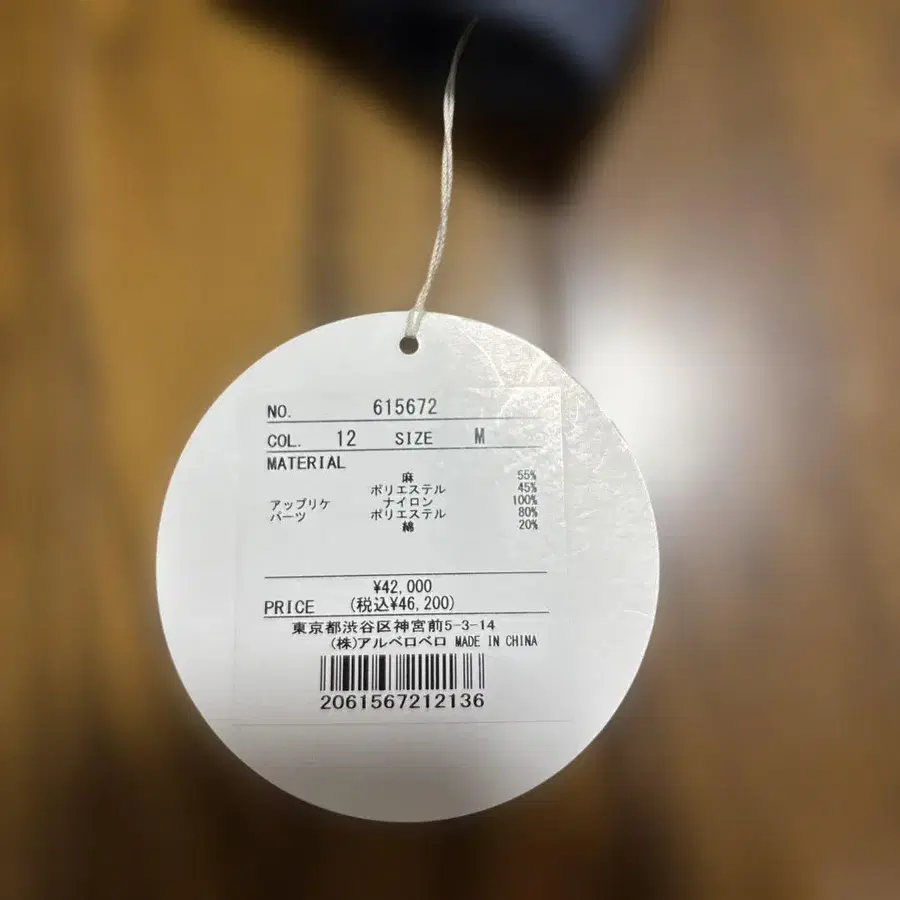 NO. 615672
COL. 12 SIZE M
MATERIAL
麻 55%
ポリエステル 45%
アップリケ ナイロン 100%
パーツ ポリエステル 80%
綿 20%
¥42,000
PRICE (税込¥46,200)
東京都渋谷区神宮前5-3-14
(株)アルベロベロ MADE IN CHINA
2061567212136